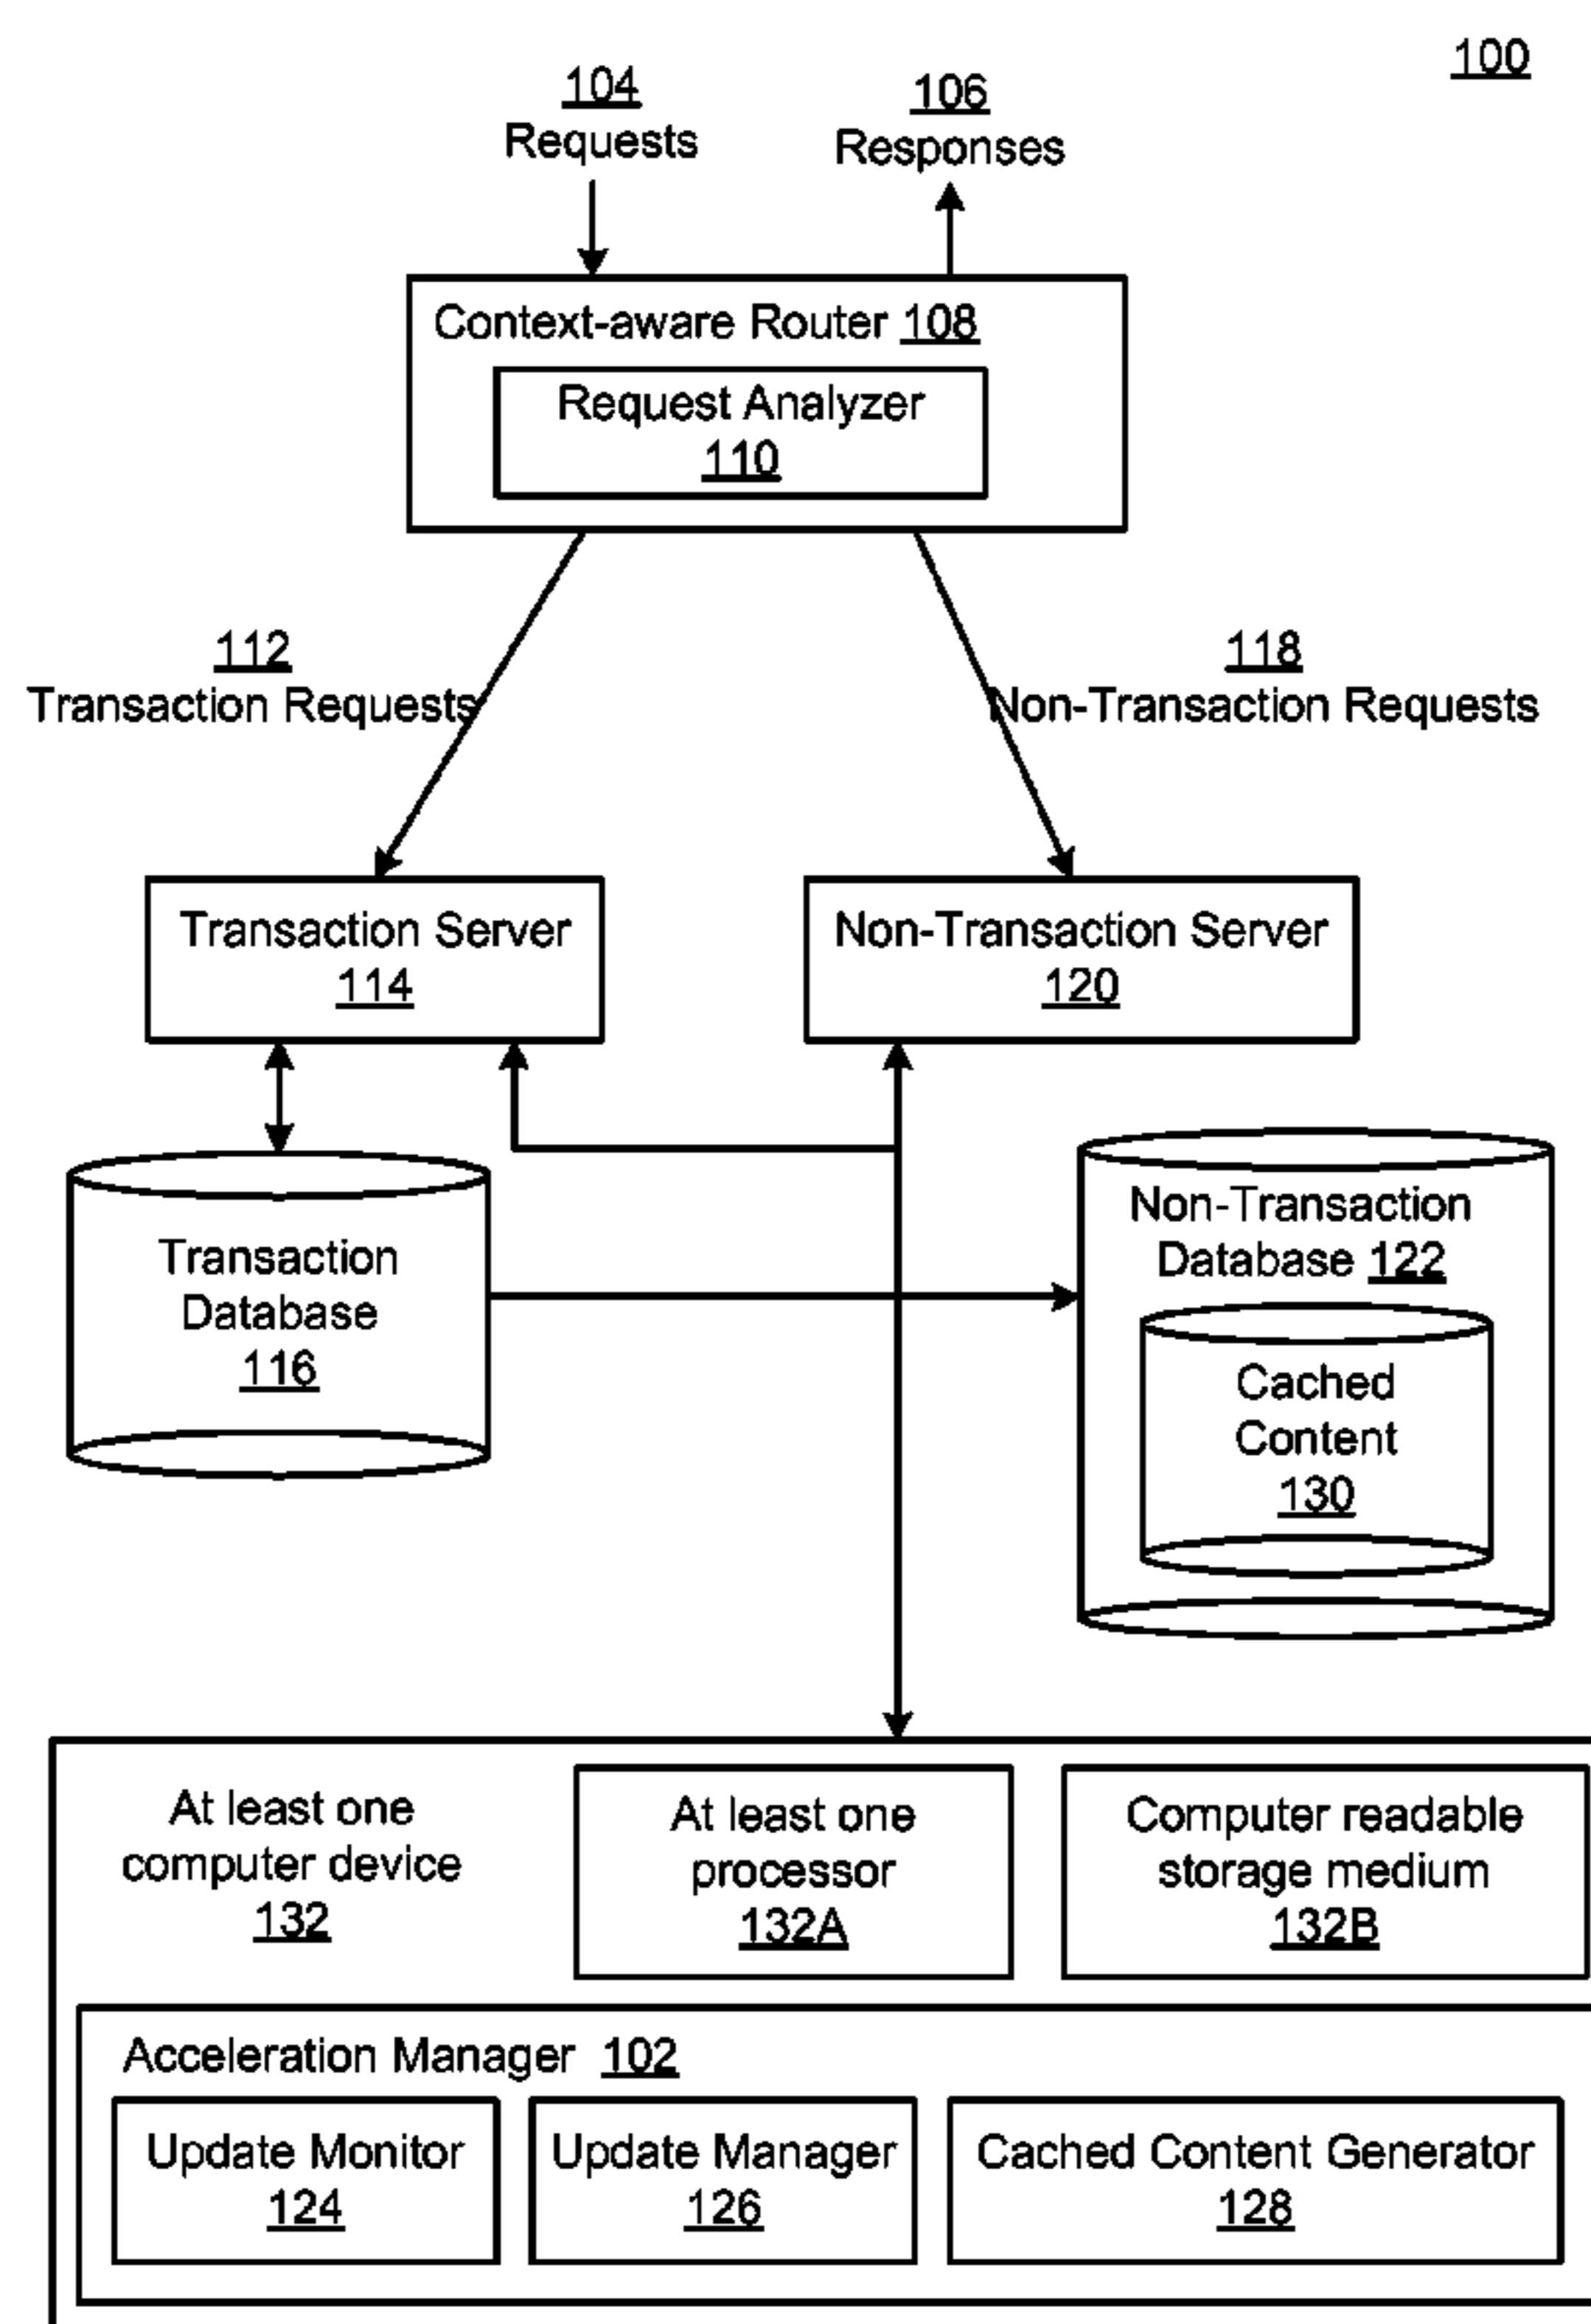 100
104
Requests
106
Responses
Context-aware Router 108
Request Analyzer
110
112
Transaction Requests
118
Non-Transaction Requests
Transaction Server
114
Non-Transaction Server
120
Transaction
Database
116
Non-Transaction
Database 122
Cached
Content
130
At least one
computer device
132
At least one
processor
132A
Computer readable
storage medium
132B
Acceleration Manager 102
Update Monitor
124
Update Manager
126
Cached Content Generator
128